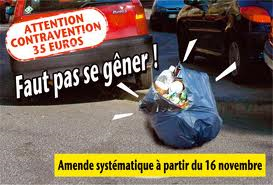 ATTENTION
CONTRAVENTION
35 EUROS
Faut pas se gêner !
Amende systématique à partir du 16 novembre